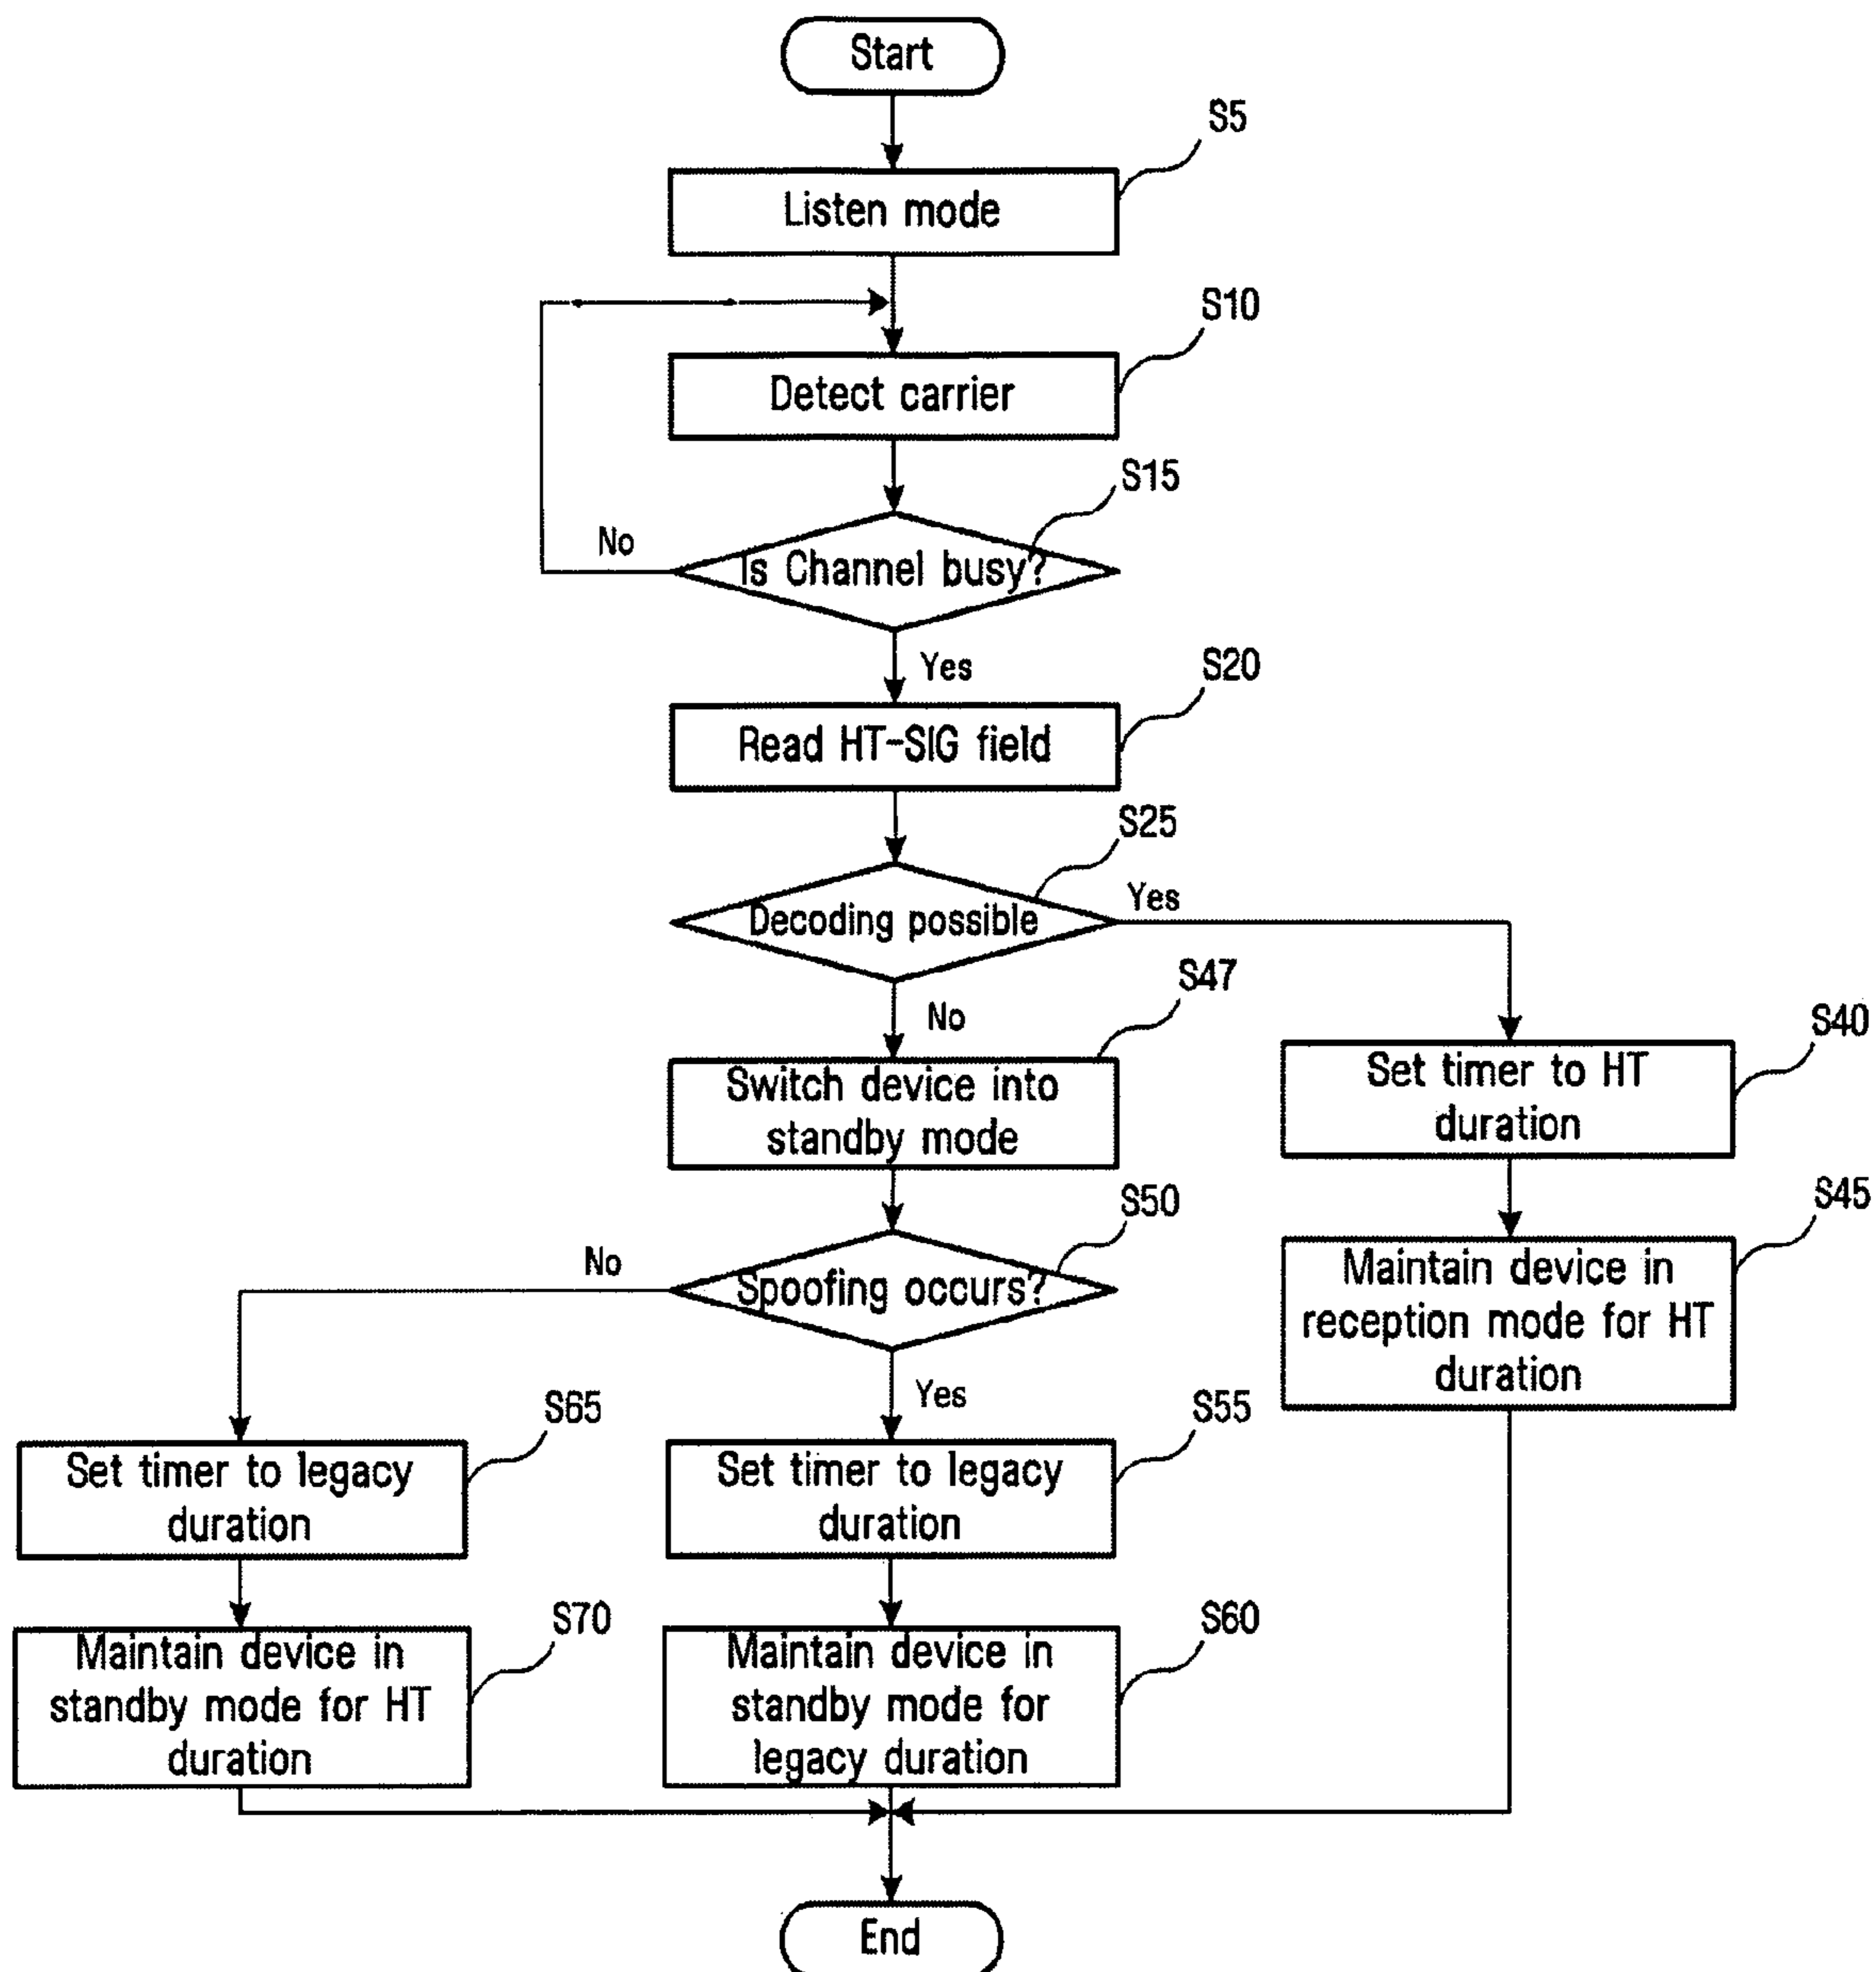 Start
S5
Listen mode
S10
Detect carrier
S15
No
Is Channel busy?
Yes
S20
Read HT-SIG field
S25
Decoding possible
Yes
No
S47
Switch device into
standby mode
S40
Set timer to HT
duration
S50
No
Spoofing occurs?
Yes
S45
Maintain device in
reception mode for HT
duration
S65
Set timer to legacy
duration
S55
Set timer to legacy
duration
S70
Maintain device in
standby mode for HT
duration
S60
Maintain device in
standby mode for
legacy duration
End